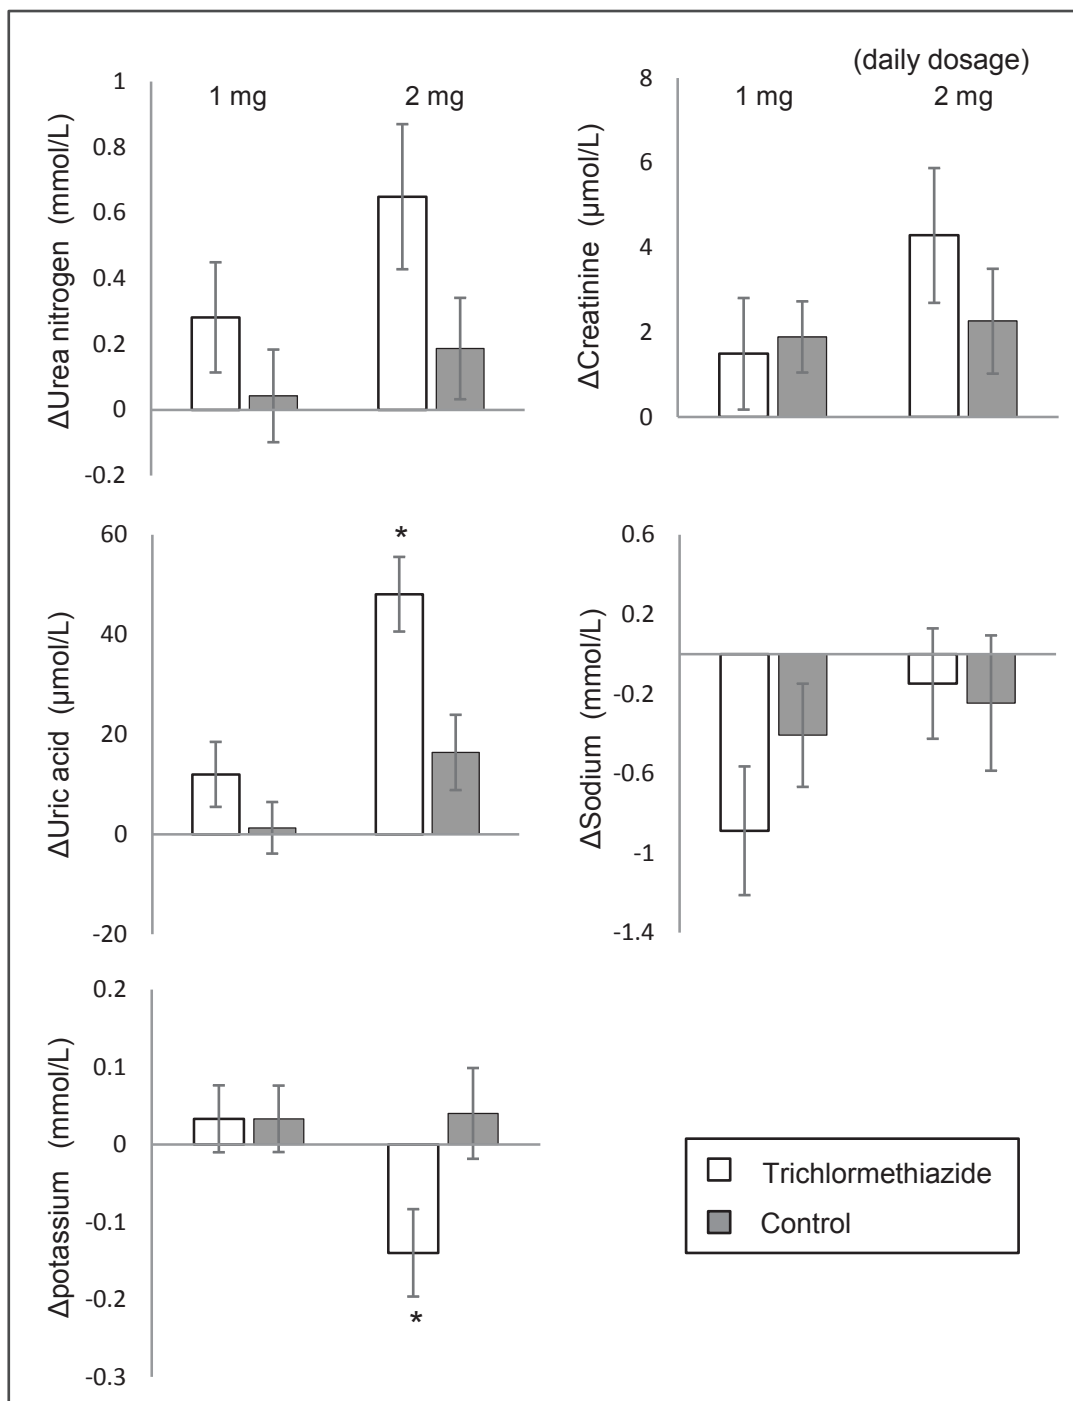 (daily dosage)
1 mg
2 mg
1 mg
2 mg
ΔUrea nitrogen (mmol/L)
1
0.8
0.6
0.4
0.2
0
-0.2
ΔCreatinine (μmol/L)
8
6
4
2
0
ΔUric acid (μmol/L)
60
40
20
0
-20
*
ΔSodium (mmol/L)
0.6
0.2
-0.2
-0.6
-1
-1.4
Δpotassium (mmol/L)
0.2
0.1
0
-0.1
-0.2
-0.3
*
Trichlormethiazide
Control